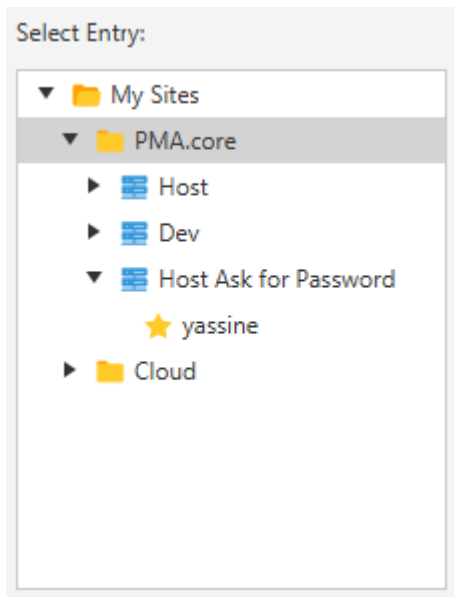 Select Entry:
My Sites
PMA.core
Host
Dev
Host Ask for Password
yassine
Cloud